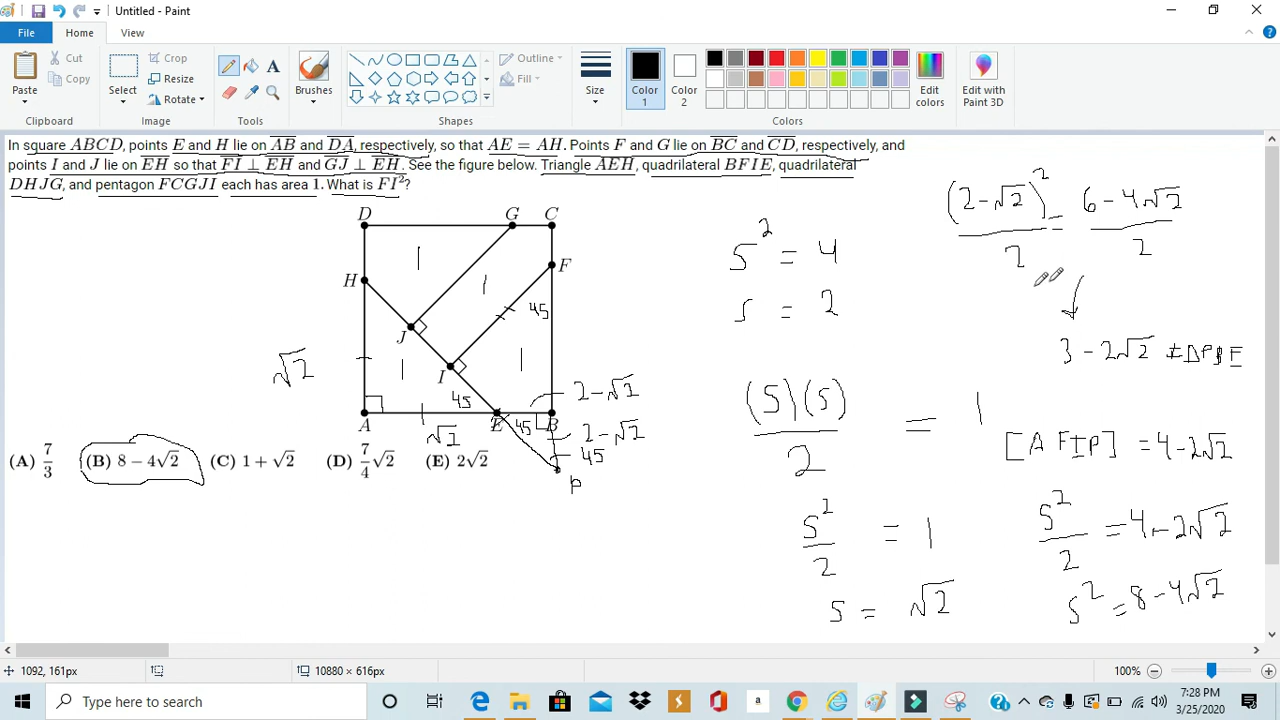 Untitled - Paint
File
Home
View
Paste
Cut
Copy
Clipboard
Select
Crop
Resize
Rotate
Image
A
Tools
Brushes
Outline
Fill
Shapes
Size
Color 1
Color 2
Colors
Edit colors
Edit with Paint 3D
In square ABCD, points E and H lie on AB and DA, respectively, so that AE = AH. Points F and G lie on BC and CD, respectively, and
points I and J lie on EH so that FI ⊥ EH and GJ ⊥ EH. See the figure below. Triangle AEH, quadrilateral BFIE, quadrilateral
DHJG, and pentagon FCGJI each has area 1. What is FI²?
D
G
C
F
H
J
I
A
E
B
P
1
1
1
1
45
45
45
45
√2
√2
2-√2
2-√2
(A) 7/3 (B) 8 − 4√2 (C) 1 + √2 (D) 7/4 √2 (E) 2√2
s² = 4
s = 2
(s)(s)/2 = 1
s²/2 = 1
s = √2
(2-√2)²/2 = 6-4√2/2
3-2√2 ΔPBE
[ΔFIP] = 4-2√2
s²/2 = 4-2√2
s² = 8-4√2
1092, 161px
10880 × 616px
100%
Type here to search
a
7:28 PM
3/25/2020